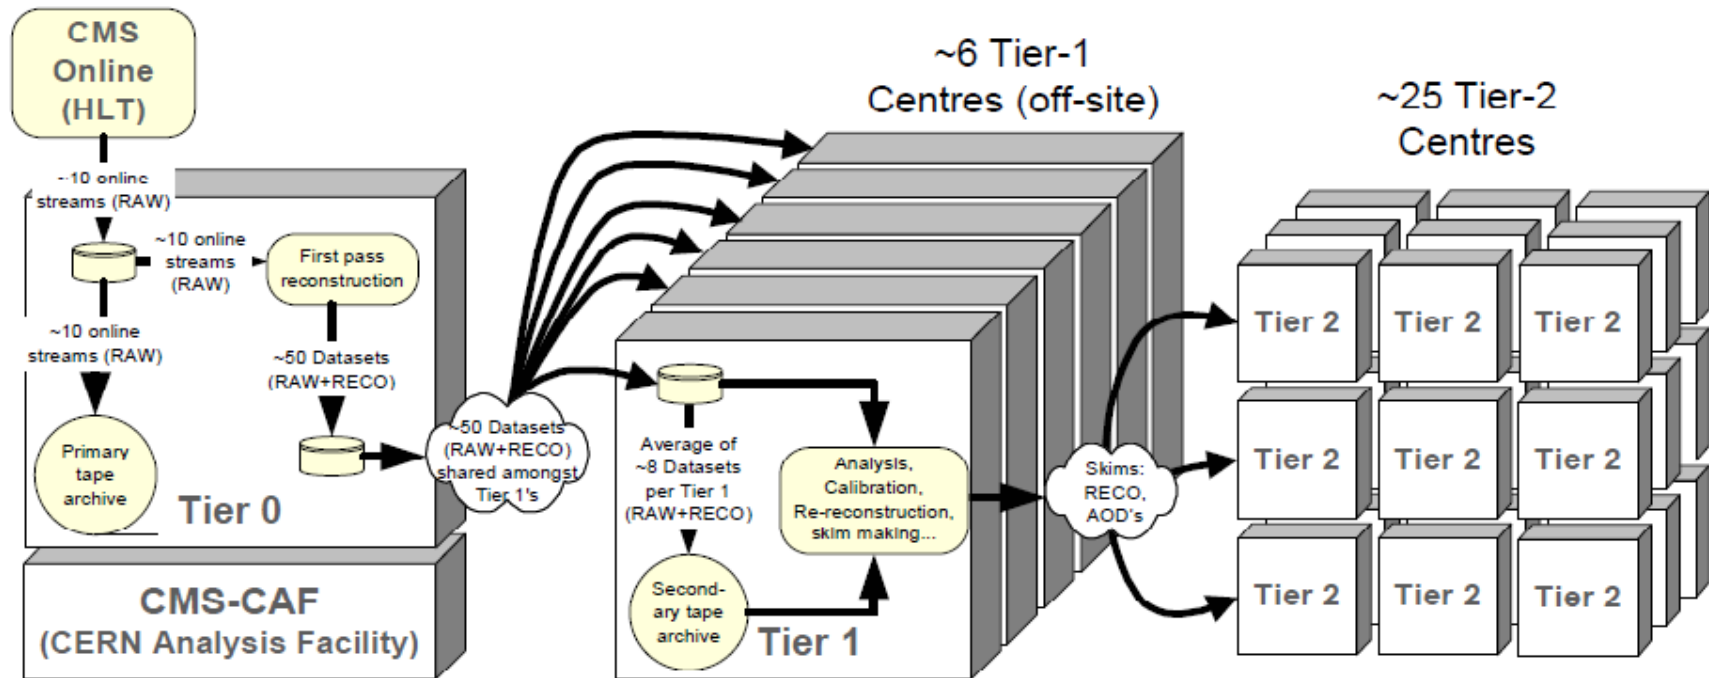 CMS
Online
(HLT)
~10 online
streams (RAW)
~10 online
streams
(RAW)
First pass
reconstruction
~10 online
streams (RAW)
~50 Datasets
(RAW+RECO)
Primary
tape
archive
Tier 0
CMS-CAF
(CERN Analysis Facility)
~50 Datasets
(RAW+RECO)
shared amongst
Tier 1's
~6 Tier-1
Centres (off-site)
Average of
~8 Datasets
per Tier 1
(RAW+RECO)
Analysis,
Calibration,
Re-reconstruction,
skim making...
Second-
ary tape
archive
Tier 1
Skims:
RECO,
AOD's
~25 Tier-2
Centres
Tier 2
Tier 2
Tier 2
Tier 2
Tier 2
Tier 2
Tier 2
Tier 2
Tier 2